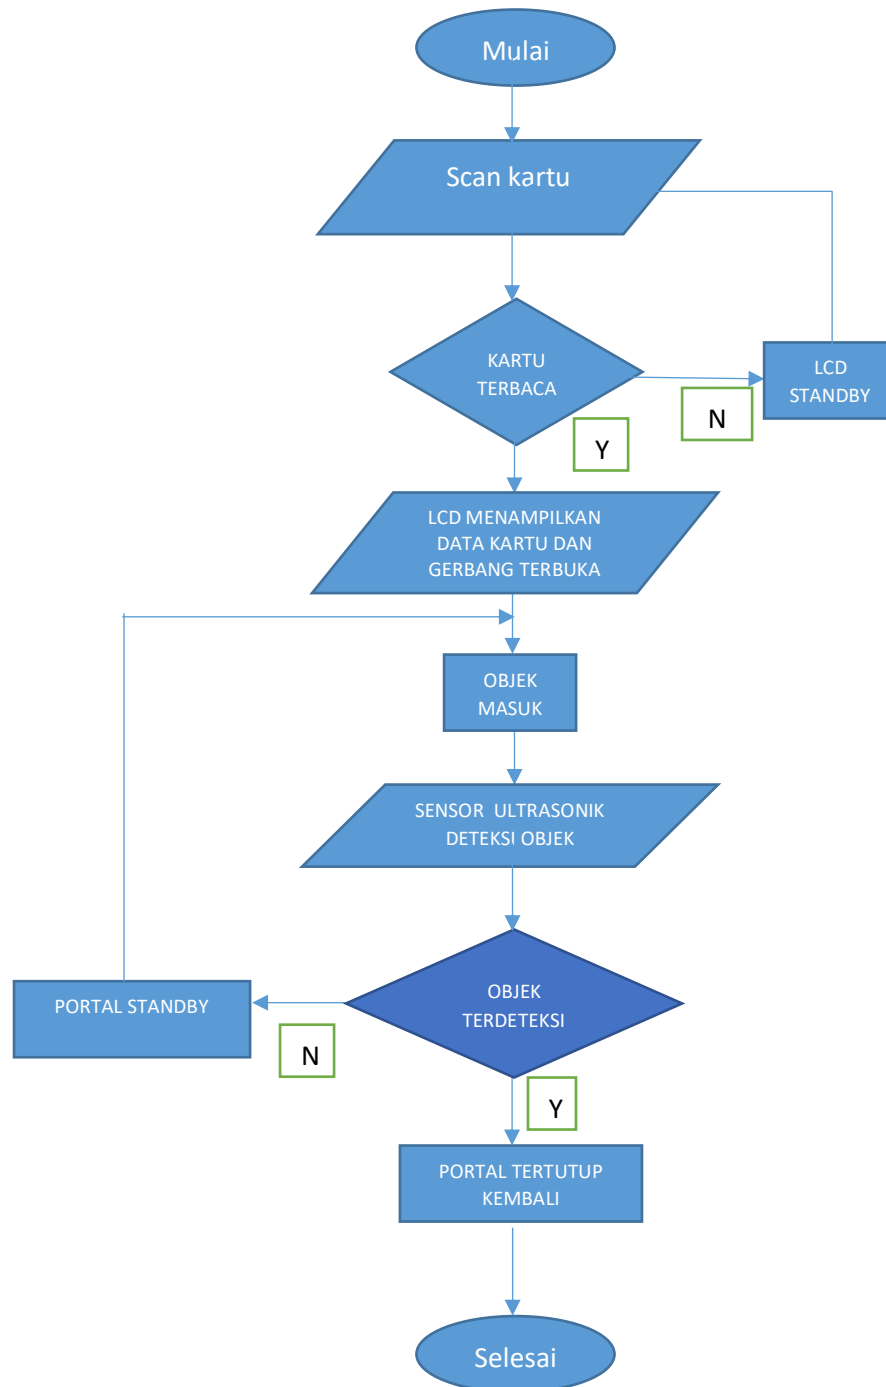 Mulai
Scan kartu
KARTU
TERBACA
LCD
STANDBY
N
Y
LCD MENAMPILKAN
DATA KARTU DAN
GERBANG TERBUKA
OBJEK
MASUK
SENSOR ULTRASONIK
DETEKSI OBJEK
OBJEK
TERDETEKSI
PORTAL STANDBY
N
Y
PORTAL TERTUTUP
KEMBALI
Selesai